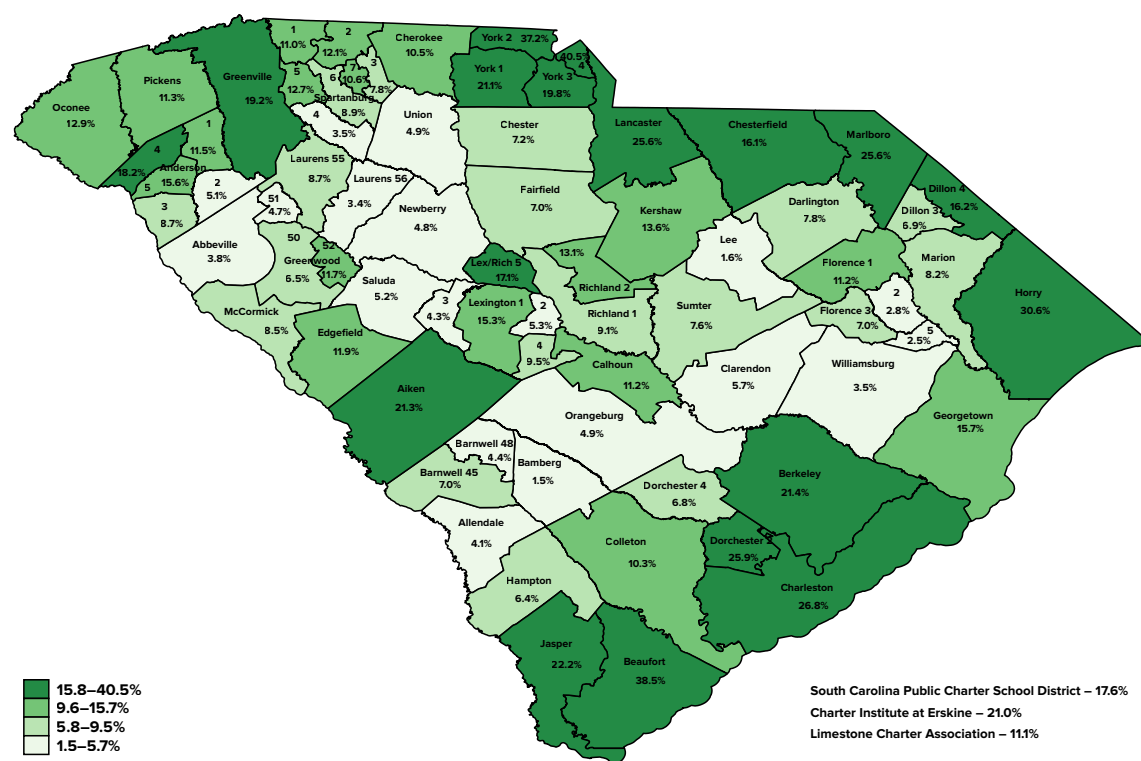 1
11.0%
2
12.1%
Cherokee
10.5%
York 2 37.2%
40.5%
4
York 1
21.1%
York 3
19.8%
5
12.7%
6
7
10.6%
3
7.8%
Spartanburg
8.9%
4
3.5%
Greenville
19.2%
Pickens
11.3%
Oconee
12.9%
1
11.5%
4
18.2%
Anderson
15.6%
5
2
5.1%
3
8.7%
Union
4.9%
Chester
7.2%
Lancaster
25.6%
Chesterfield
16.1%
Marlboro
25.6%
Dillon 4
16.2%
Dillon 3
6.9%
Darlington
7.8%
Laurens 55
8.7%
Laurens 56
3.4%
51
4.7%
Newberry
4.8%
Fairfield
7.0%
Kershaw
13.6%
Lee
1.6%
Florence 1
11.2%
Marion
8.2%
Horry
30.6%
2
2.8%
Florence 3
7.0%
5
2.5%
Abbeville
3.8%
50
52
Greenwood
11.7%
6.5%
Saluda
5.2%
Lex/Rich 5
17.1%
13.1%
Richland 2
Richland 1
9.1%
Sumter
7.6%
McCormick
8.5%
Edgefield
11.9%
3
4.3%
Lexington 1
15.3%
2
5.3%
4
9.5%
Calhoun
11.2%
Clarendon
5.7%
Williamsburg
3.5%
Georgetown
15.7%
Aiken
21.3%
Orangeburg
4.9%
Barnwell 48
4.4%
Barnwell 45
7.0%
Bamberg
1.5%
Dorchester 4
6.8%
Berkeley
21.4%
Allendale
4.1%
Colleton
10.3%
Dorchester 2
25.9%
Charleston
26.8%
Hampton
6.4%
Jasper
22.2%
Beaufort
38.5%
15.8–40.5%
9.6–15.7%
5.8–9.5%
1.5–5.7%
South Carolina Public Charter School District – 17.6%
Charter Institute at Erskine – 21.0%
Limestone Charter Association – 11.1%